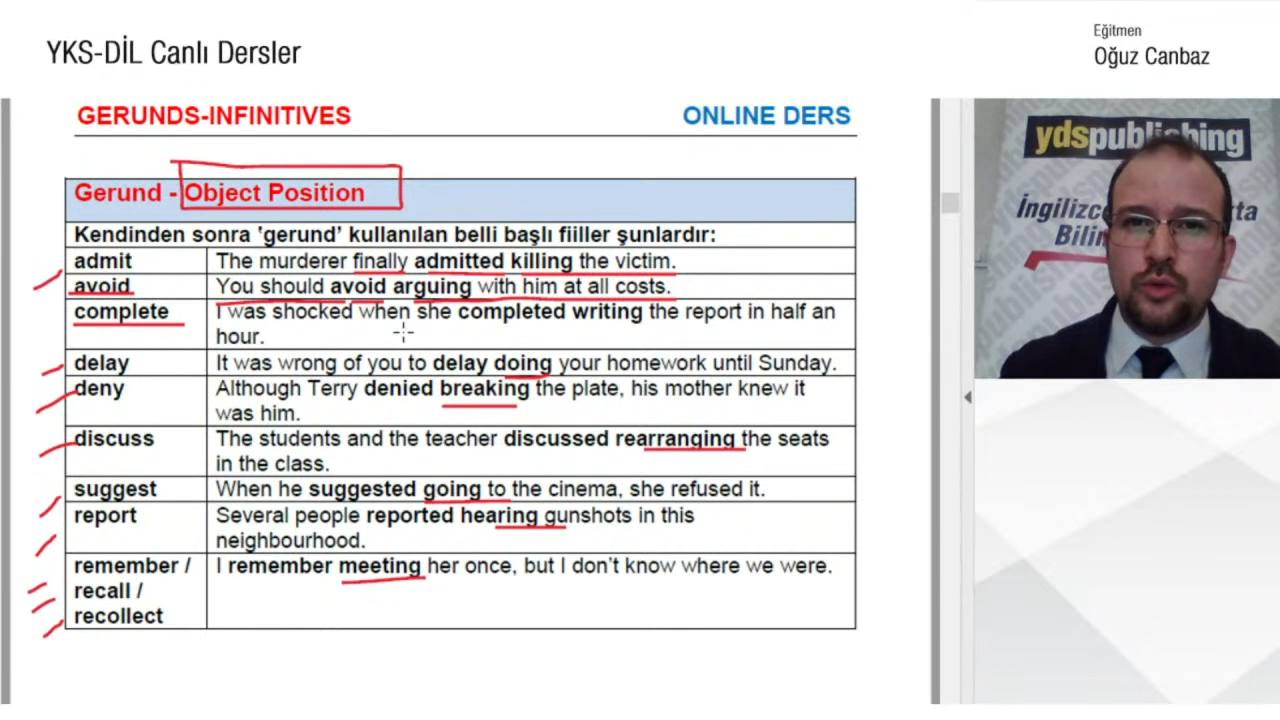 YKS-DİL Canlı Dersler
Eğitmen
Oğuz Canbaz
GERUNDS-INFINITIVES
ONLINE DERS
Gerund - Object Position
Kendinden sonra 'gerund' kullanılan belli başlı fiiller şunlardır:
admit
The murderer finally admitted killing the victim.
avoid
You should avoid arguing with him at all costs.
complete
I was shocked when she completed writing the report in half an
hour.
delay
It was wrong of you to delay doing your homework until Sunday.
deny
Although Terry denied breaking the plate, his mother knew it
was him.
discuss
The students and the teacher discussed rearranging the seats
in the class.
suggest
When he suggested going to the cinema, she refused it.
report
Several people reported hearing gunshots in this
neighbourhood.
remember /
recall /
recollect
I remember meeting her once, but I don't know where we were.
ydspublishing